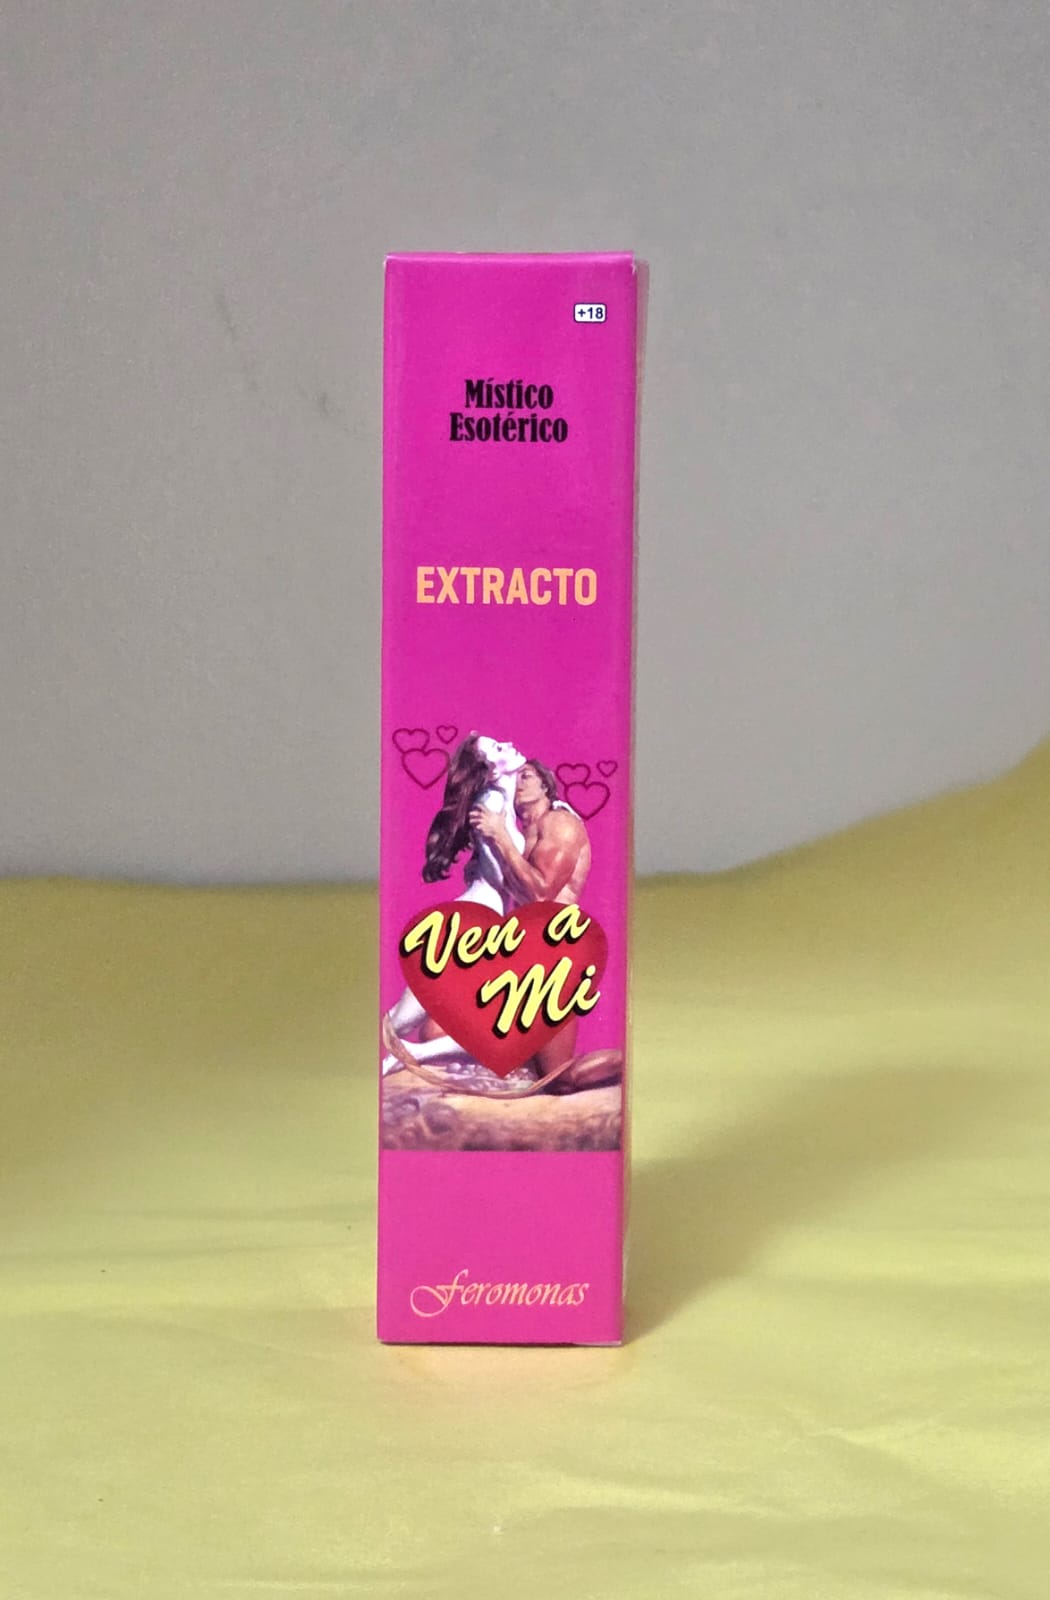 +18
Místico
Esotérico
EXTRACTO
Ven a
Mi
Feromonas